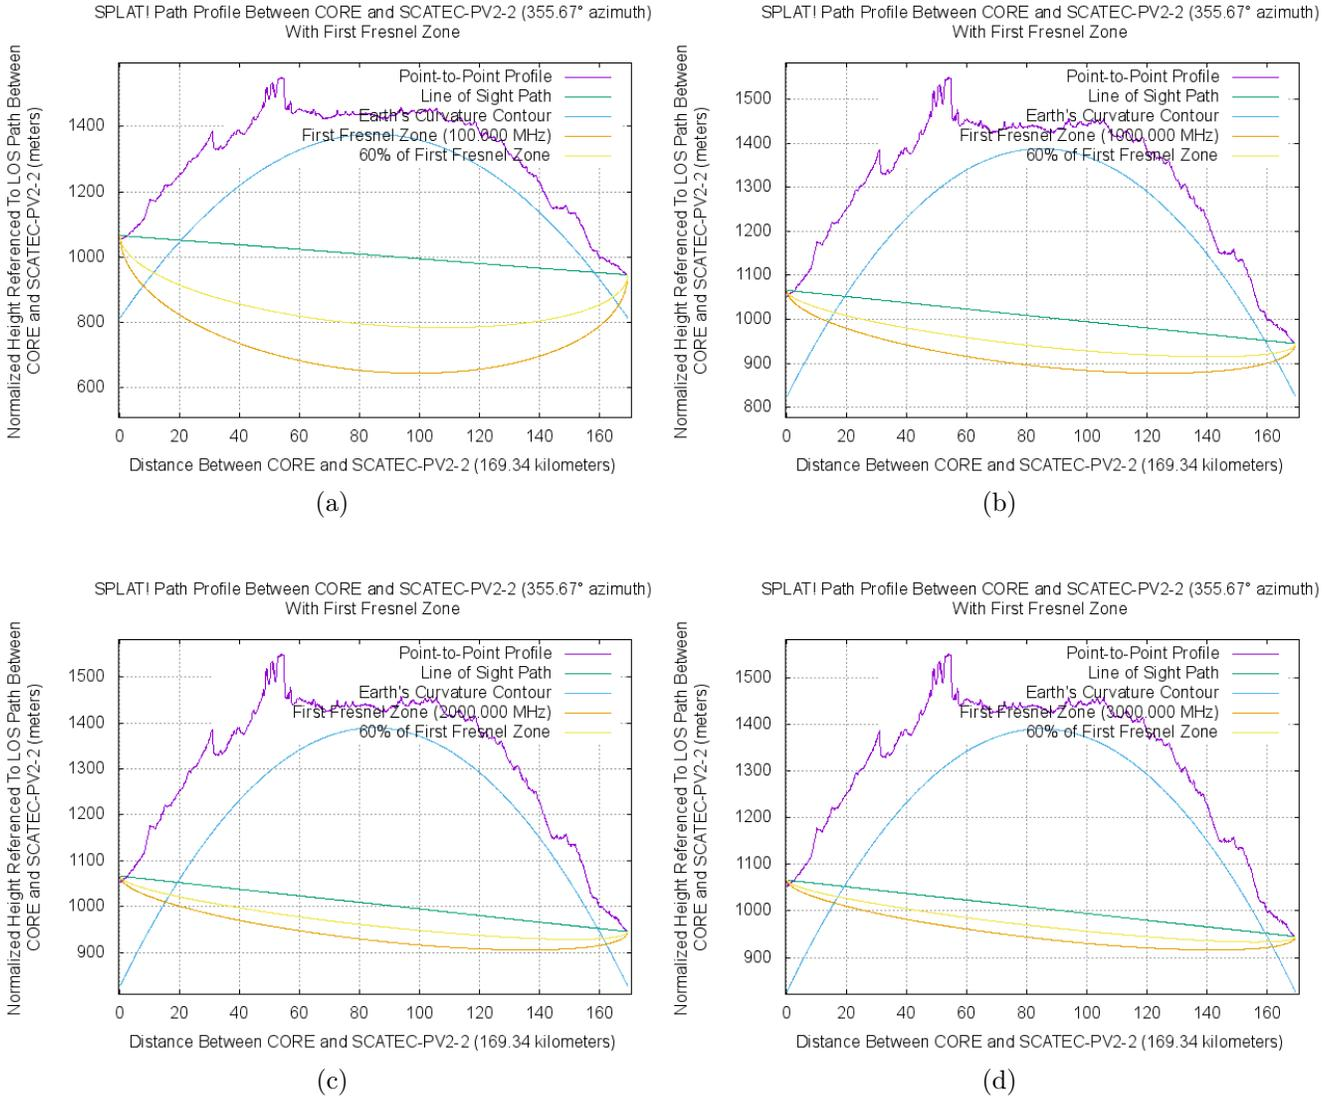 SPLAT! Path Profile Between CORE and SCATEC-PV2-2 (355.67° azimuth)
With First Fresnel Zone
Normalized Height Referenced To LOS Path Between
CORE and SCATEC-PV2-2 (meters)
Point-to-Point Profile
Line of Sight Path
Earth's Curvature Contour
First Fresnel Zone (100.000 MHz)
60% of First Fresnel Zone
1400
1200
1000
800
600
0 20 40 60 80 100 120 140 160
Distance Between CORE and SCATEC-PV2-2 (169.34 kilometers)
(a)
SPLAT! Path Profile Between CORE and SCATEC-PV2-2 (355.67° azimuth)
With First Fresnel Zone
Normalized Height Referenced To LOS Path Between
CORE and SCATEC-PV2-2 (meters)
Point-to-Point Profile
Line of Sight Path
Earth's Curvature Contour
First Fresnel Zone (1000.000 MHz)
60% of First Fresnel Zone
1500
1400
1300
1200
1100
1000
900
800
0 20 40 60 80 100 120 140 160
Distance Between CORE and SCATEC-PV2-2 (169.34 kilometers)
(b)
SPLAT! Path Profile Between CORE and SCATEC-PV2-2 (355.67° azimuth)
With First Fresnel Zone
Normalized Height Referenced To LOS Path Between
CORE and SCATEC-PV2-2 (meters)
Point-to-Point Profile
Line of Sight Path
Earth's Curvature Contour
First Fresnel Zone (2000.000 MHz)
60% of First Fresnel Zone
1500
1400
1300
1200
1100
1000
900
0 20 40 60 80 100 120 140 160
Distance Between CORE and SCATEC-PV2-2 (169.34 kilometers)
(c)
SPLAT! Path Profile Between CORE and SCATEC-PV2-2 (355.67° azimuth)
With First Fresnel Zone
Normalized Height Referenced To LOS Path Between
CORE and SCATEC-PV2-2 (meters)
Point-to-Point Profile
Line of Sight Path
Earth's Curvature Contour
First Fresnel Zone (3000.000 MHz)
60% of First Fresnel Zone
1500
1400
1300
1200
1100
1000
900
0 20 40 60 80 100 120 140 160
Distance Between CORE and SCATEC-PV2-2 (169.34 kilometers)
(d)